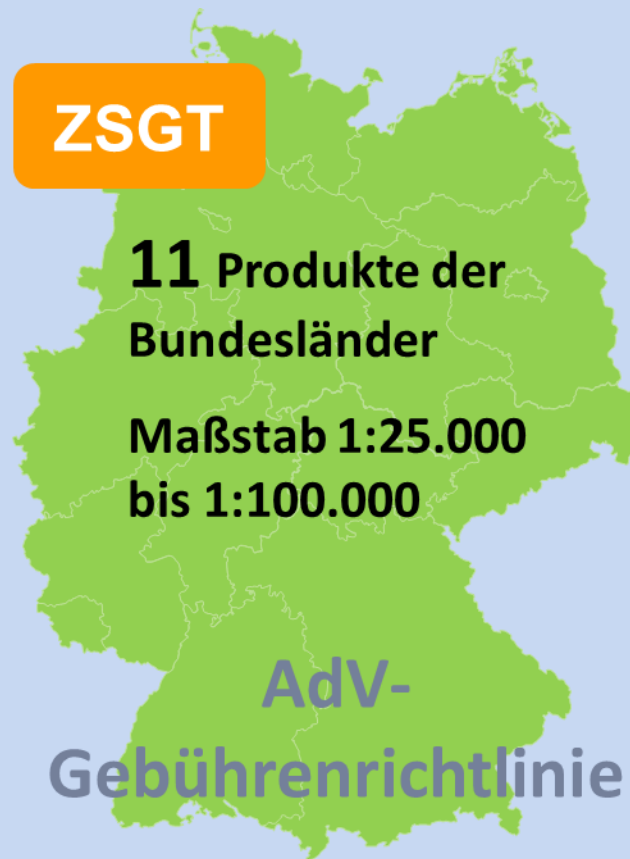 ZSGT
11 Produkte der
Bundesländer
Maßstab 1:25.000
bis 1:100.000
AdV-
Gebührenrichtlinie